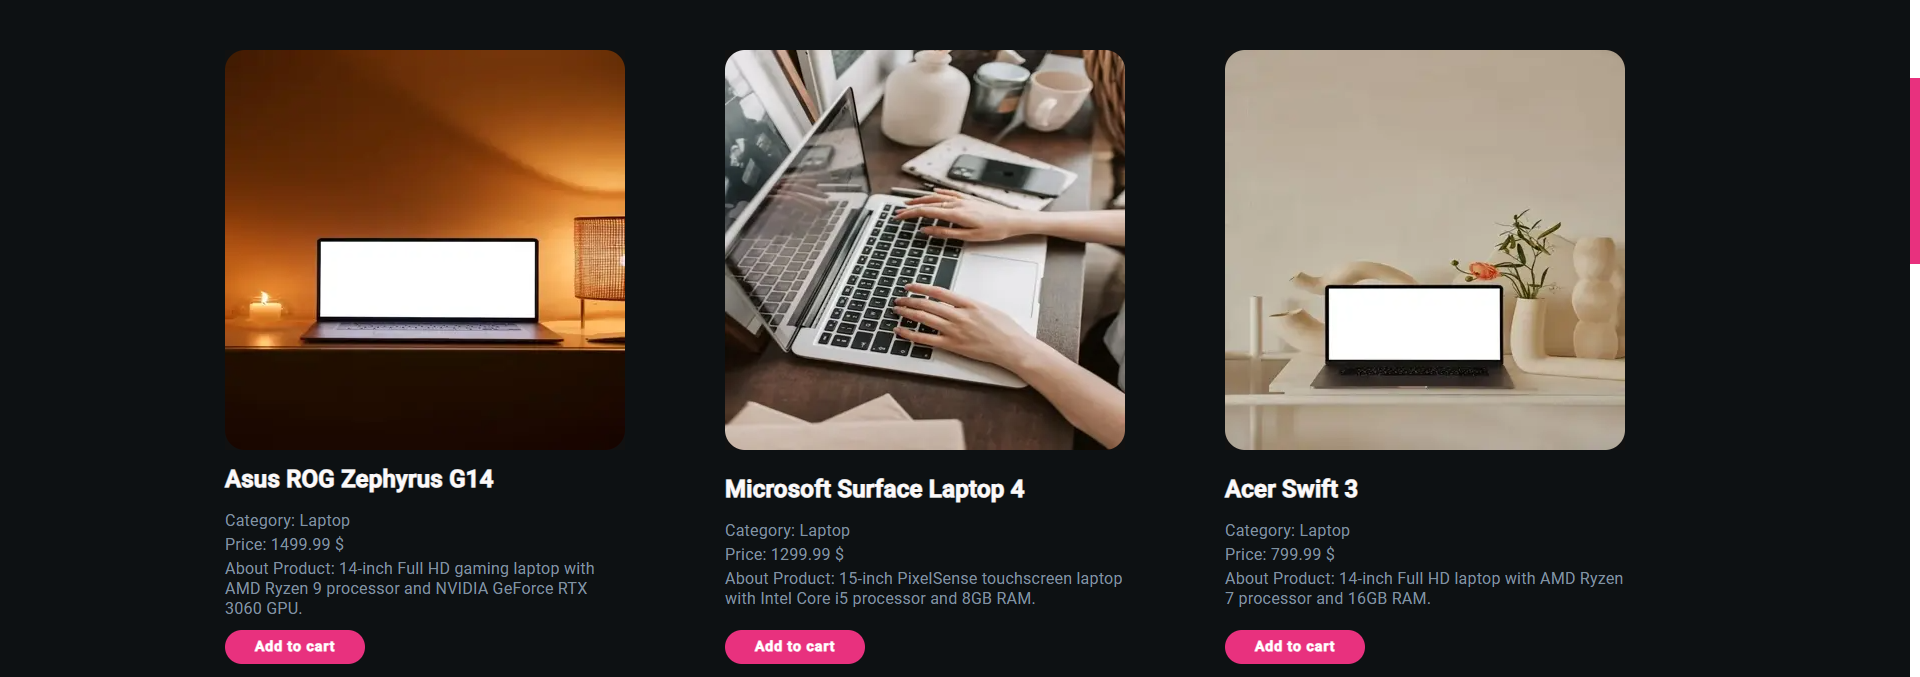 Asus ROG Zephyrus G14
Category: Laptop
Price: 1499.99 $
About Product: 14-inch Full HD gaming laptop with
AMD Ryzen 9 processor and NVIDIA GeForce RTX
3060 GPU.
Add to cart
Microsoft Surface Laptop 4
Category: Laptop
Price: 1299.99 $
About Product: 15-inch PixelSense touchscreen laptop
with Intel Core i5 processor and 8GB RAM.
Add to cart
Acer Swift 3
Category: Laptop
Price: 799.99 $
About Product: 14-inch Full HD laptop with AMD Ryzen
7 processor and 16GB RAM.
Add to cart